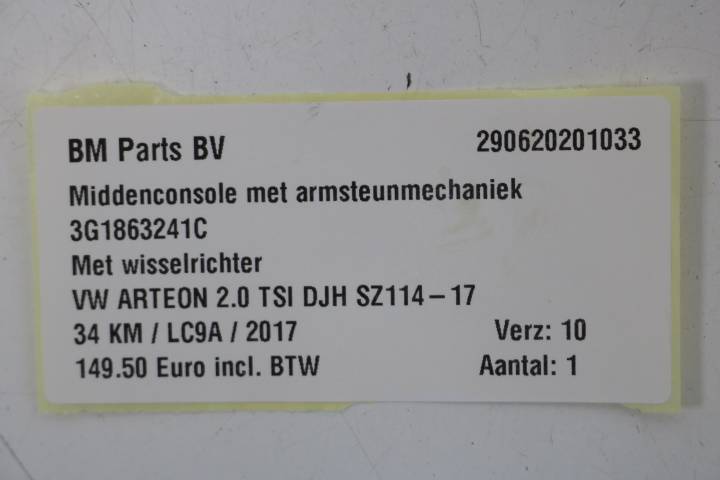 BM Parts BV 290620201033
Middenconsole met armsteunmechaniek
3G1863241C
Met wisselrichter
VW ARTEON 2.0 TSI DJH SZ114-17
34 KM / LC9A / 2017 Verz: 10
149.50 Euro incl. BTW Aantal: 1